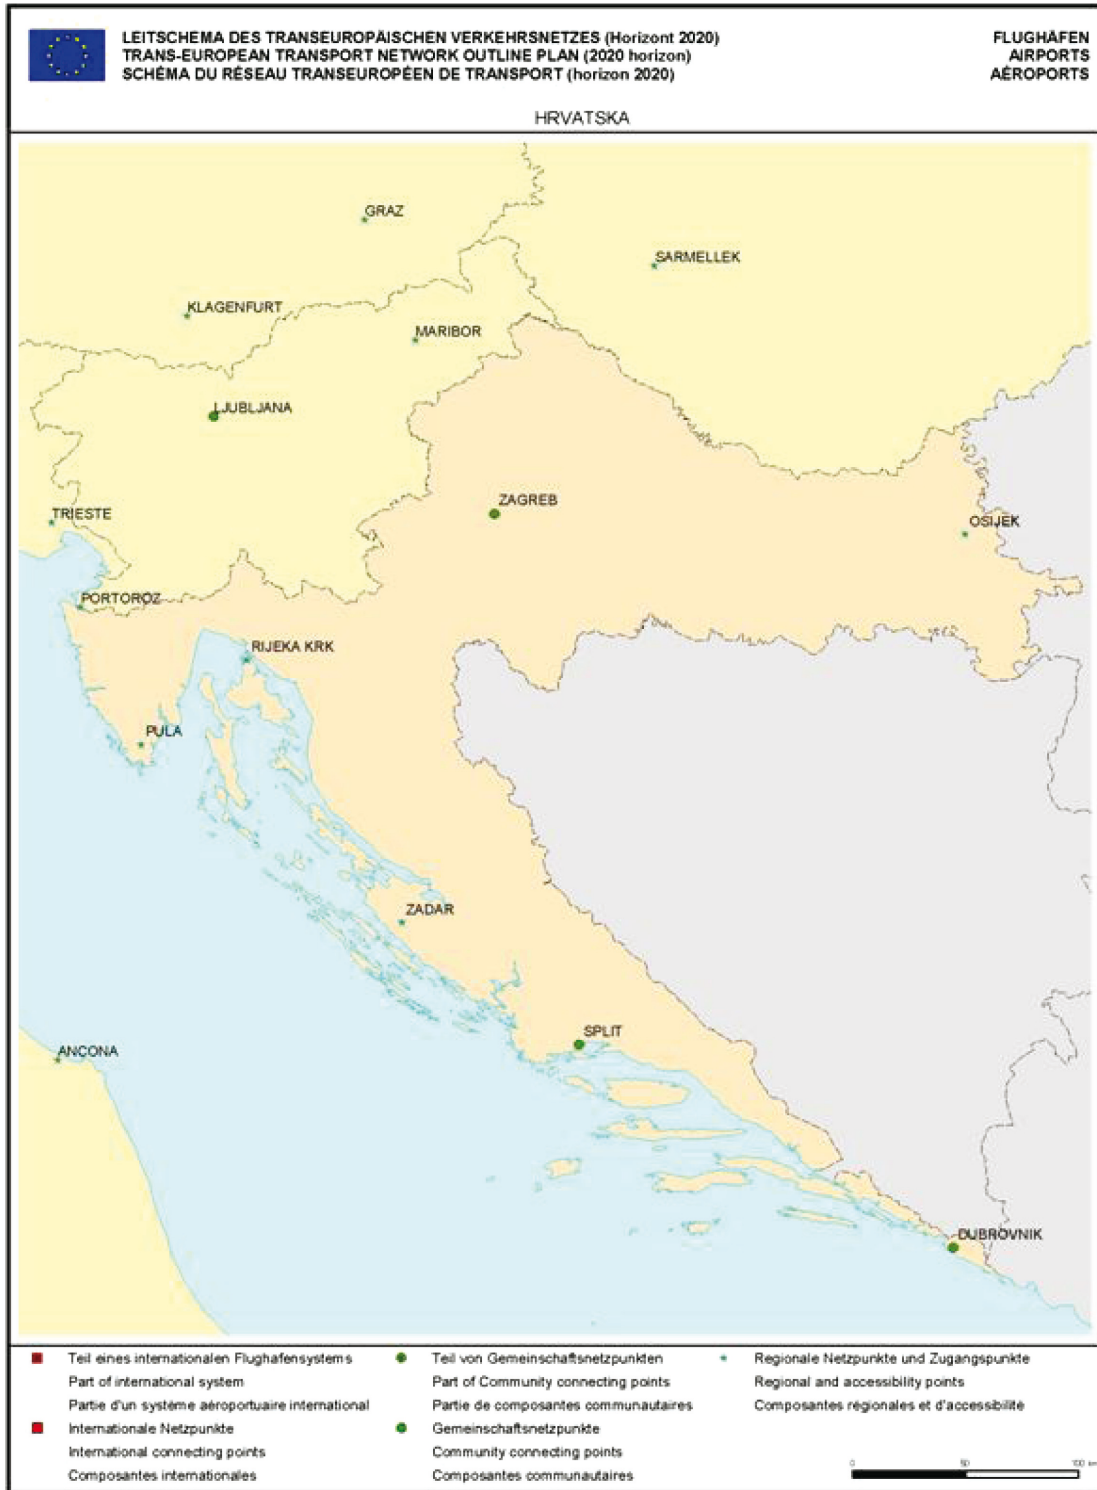 LEITSCHEMA DES TRANSEUROPÄISCHEN VERKEHRSNETZES (Horizont 2020)
TRANS-EUROPEAN TRANSPORT NETWORK OUTLINE PLAN (2020 horizon)
SCHÉMA DU RÉSEAU TRANSEUROPÉEN DE TRANSPORT (horizon 2020)
FLUGHÄFEN
AIRPORTS
AÉROPORTS
HRVATSKA
GRAZ
SARMELLEK
KLAGENFURT
MARIBOR
LJUBLJANA
ZAGREB
TRIESTE
OSIJEK
PORTOROZ
RIJEKA KRK
PULA
ZADAR
SPLIT
ANCONA
DUBROVNIK
Teil eines internationalen Flughafensystems
Part of international system
Partie d'un système aéroportuaire international
Internationale Netzpunkte
International connecting points
Composantes internationales
Teil von Gemeinschaftsnetzpunkten
Part of Community connecting points
Partie de composantes communautaires
Gemeinschaftsnetzpunkte
Community connecting points
Composantes communautaires
Regionale Netzpunkte und Zugangspunkte
Regional and accessibility points
Composantes régionales et d'accessibilité
0 50 100 km